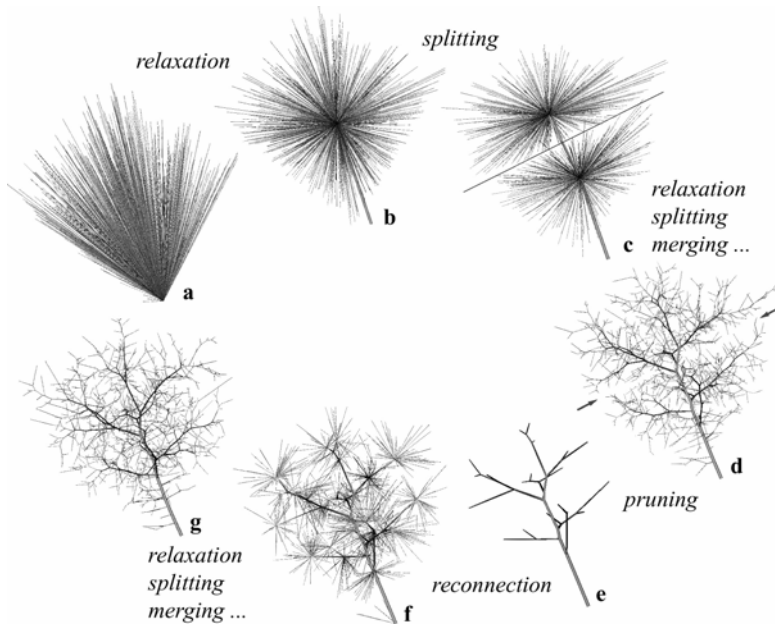 relaxation
splitting
a
b
c
relaxation
splitting
merging ...
d
pruning
e
reconnection
f
g
relaxation
splitting
merging ...